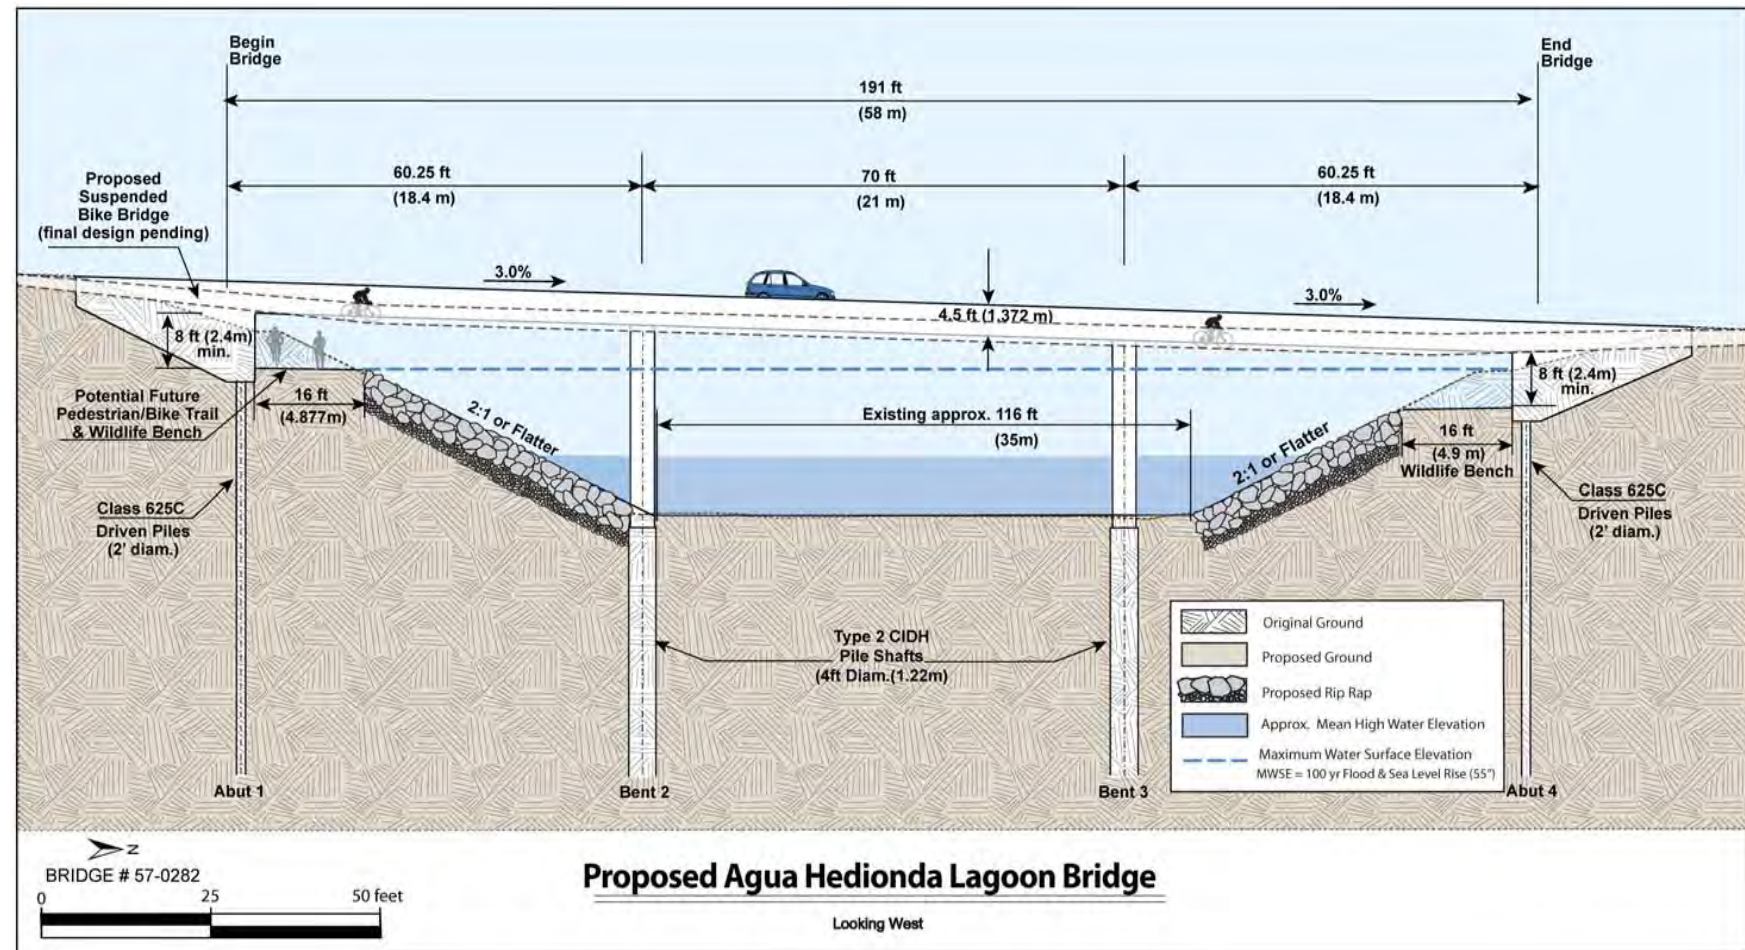 Begin
Bridge
End
Bridge
191 ft
(58 m)
60.25 ft
(18.4 m)
70 ft
(21 m)
60.25 ft
(18.4 m)
Proposed
Suspended
Bike Bridge
(final design pending)
3.0%
3.0%
4.5 ft (1.372 m)
8 ft (2.4m)
min.
8 ft (2.4m)
min.
Potential Future
Pedestrian/Bike Trail
& Wildlife Bench
16 ft
(4.877m)
2:1 or Flatter
Existing approx. 116 ft
(35m)
2:1 or Flatter
16 ft
(4.9 m)
Wildlife Bench
Class 625C
Driven Piles
(2' diam.)
Class 625C
Driven Piles
(2' diam.)
Type 2 CIDH
Pile Shafts
(4ft Diam.(1.22m)
Original Ground
Proposed Ground
Proposed Rip Rap
Approx. Mean High Water Elevation
Maximum Water Surface Elevation
MWSE = 100 yr Flood & Sea Level Rise (55")
Abut 1
Bent 2
Bent 3
Abut 4
N
BRIDGE # 57-0282
0 25 50 feet
Proposed Agua Hedionda Lagoon Bridge
Looking West